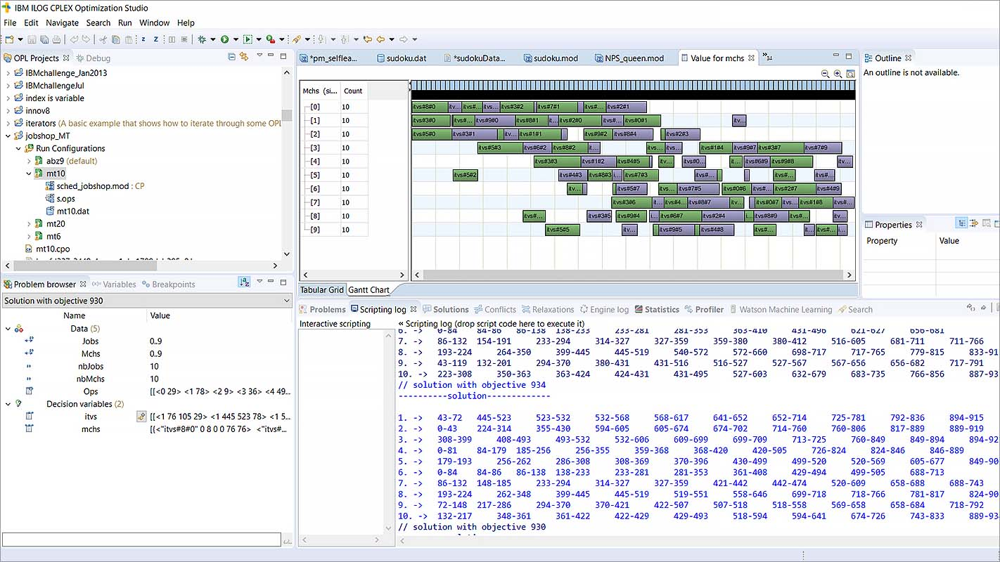 IBM ILOG CPLEX Optimization Studio
File Edit Navigate Search Run Window Help
OPL Projects Debug
IBMchallenge_Jan2013
IBMchallengeJul
index is variable
innov8
iterators (A basic example that shows how to iterate through some OPL
jobshop_MT
Run Configurations
abz9 (default)
mt10
sched_jobshop.mod : CP
s.ops
mt10.dat
mt20
mt6
mt10.cpo
*pm_selflea... sudoku.dat *sudokuData... sudoku.mod NPS_queen.mod Value for mchs
Mchs (si... Count
[0] 10 itvs#8#0 itv... itvs#... itvs... itvs#3#2 itvs#7#1 itvs#... itvs#2#1
[1] 10 itvs#3#0 itvs#... itvs#9#0 itvs#8#1 i... itvs#2#0 itvs... itvs#0#1 itv...
[2] 10 itvs#5#0 itvs#3#1 itv... itvs#1#1 itvs#9#2 itvs#8#4 itvs#2#3
[3] 10 itvs#5#3 itvs#6#2 itvs#8#2 it... itvs... itvs... itvs#1#4 itvs#9#7 itvs#3#7 itvs#7#9
[4] 10 itvs#3#3 itvs#1#2 itvs#4#5 itv... itvs#0... it... itvs#6#9 itvs#9#8 itv...
[5] 10 itvs#5#2 itvs#4#3 itvs#8#3 i... itvs#7#3 itvs#... itvs#... itvs#...
[6] 10 itv... itvs#5#7 itvs... itvs#7#5 itvs#0#6 itvs#... itvs#2#7 itvs#4#9
[7] 10 itvs#3#6 it... itvs#4... itvs#8#7 itv... itvs#0#7 itvs... itvs#1#8 itvs#...
[8] 10 itvs#... itvs#3#5 itvs#9#4 i... itvs#6#7 itvs#2#4 i... itvs#8#9 itvs#... itv...
[9] 10 itvs#5#5 itv... itvs#9#5 itvs#4#8 itvs#... it... itvs#... i...
Tabular Grid Gantt Chart
Outline
An outline is not available.
Properties
Property Value
Problem browser Variables Breakpoints
Solution with objective 930
Name Value
Data (5)
Jobs 0..9
Mchs 0..9
nbJobs 10
nbMchs 10
Ops [[<0 29> <1 78> <2 9> <3 36> <4 49...
Decision variables (2)
itvs [[<1 76 105 29> <1 445 523 78> <1 5...
mchs [{<"itvs#8#0" 0 8 0 0 76 76> <"itvs#...
Problems Scripting log Solutions Conflicts Relaxations Engine log Statistics Profiler Watson Machine Learning Search
Interactive scripting
« Scripting log (drop script code here to execute it)
6. -> 0-84 84-86 86-138 138-233 233-281 281-353 363-410 431-496 621-627 656-681
7. -> 86-132 154-191 233-294 314-327 327-359 359-380 380-412 516-605 681-711 711-766
8. -> 193-224 264-350 399-445 445-519 540-572 572-660 698-717 717-765 779-815 833-91
9. -> 43-119 132-201 294-370 380-431 431-516 516-527 527-567 567-656 656-682 717-791
10. -> 223-308 350-363 363-424 424-431 431-495 527-603 632-679 683-735 766-856 887-93
// solution with objective 934
----------solution-------------
1. -> 43-72 445-523 523-532 532-568 568-617 641-652 652-714 725-781 792-836 894-915
2. -> 0-43 224-314 355-430 594-605 605-674 674-702 714-760 760-806 817-889 889-919
3. -> 308-399 408-493 493-532 532-606 609-699 699-709 713-725 760-849 849-894 894-92
4. -> 0-81 84-179 185-256 256-355 359-368 368-420 420-505 726-824 824-846 846-889
5. -> 179-193 256-262 286-308 308-369 370-396 430-499 499-520 520-569 605-677 849-90
6. -> 0-84 84-86 86-138 138-233 233-281 281-353 361-408 429-494 499-505 688-713
7. -> 86-132 148-185 233-294 314-327 327-359 421-442 442-474 520-609 658-688 688-743
8. -> 193-224 262-348 399-445 445-519 519-551 558-646 699-718 718-766 781-817 824-90
9. -> 72-148 217-286 294-370 370-421 422-507 507-518 518-558 569-658 658-684 718-792
10. -> 132-217 348-361 361-422 422-429 429-493 518-594 594-641 674-726 743-833 889-93
// solution with objective 930